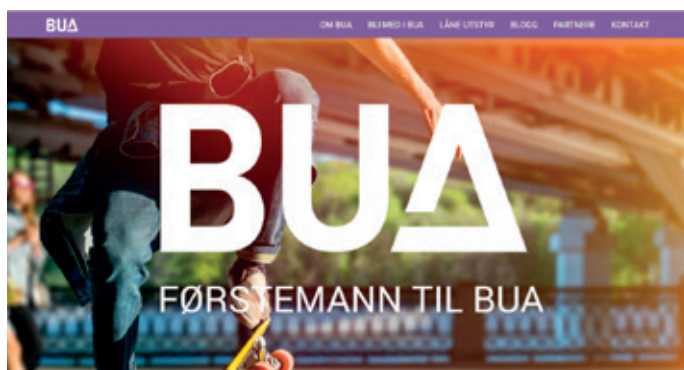 BUA
OM BUA BLI MED I BUA LÅNE UTSTYR BLOGG PARTNERE KONTAKT
BUA
FØRSTEMANN TIL BUA